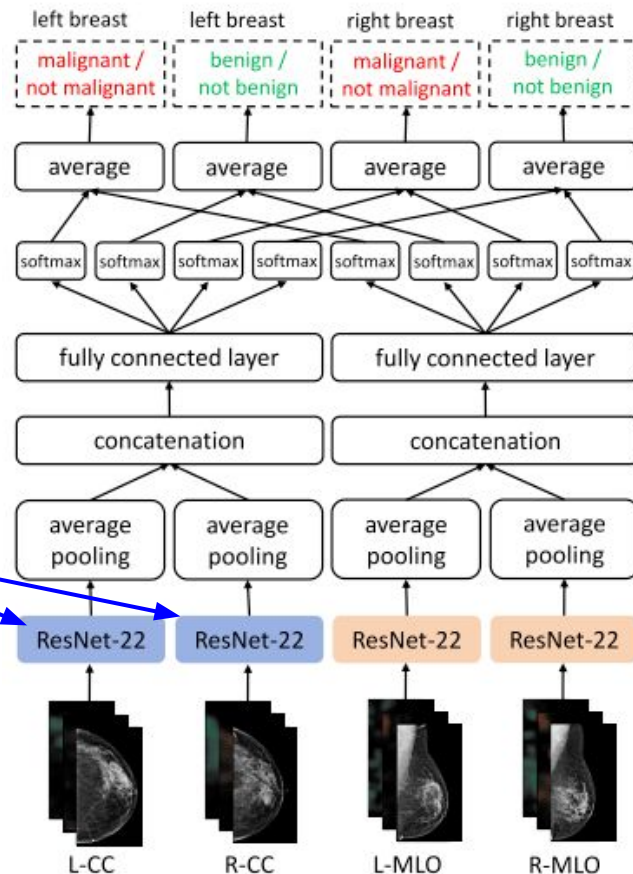 left breast left breast right breast right breast
malignant / benign / malignant / benign /
not malignant not benign not malignant not benign
average average average average
softmax softmax softmax softmax softmax softmax softmax softmax
fully connected layer fully connected layer
concatenation concatenation
average average average average
pooling pooling pooling pooling
ResNet-22 ResNet-22 ResNet-22 ResNet-22
L-CC R-CC L-MLO R-MLO